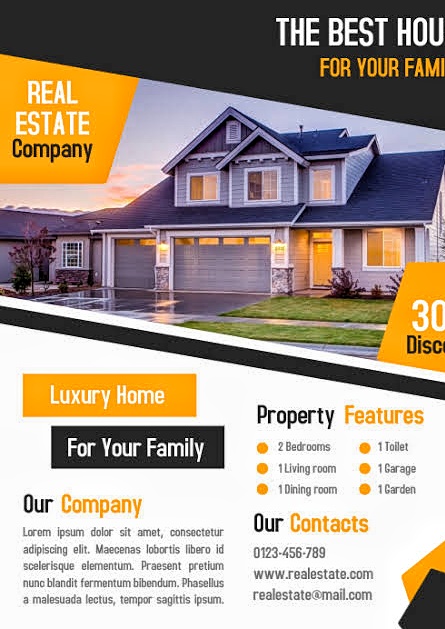 THE BEST HOU
FOR YOUR FAMI
REAL
ESTATE
Company
30
Disco
Luxury Home
For Your Family
Property Features
2 Bedrooms
1 Toilet
1 Living room
1 Garage
1 Dining room
1 Garden
Our Company
Lorem ipsum dolor sit amet, consectetur
adipiscing elit. Maecenas lobortis libero id
scelerisque elementum. Praesent pretium
nunc blandit fermentum bibendum. Phasellus
a malesuada lectus, tempor sagittis ipsum.
Our Contacts
0123-456-789
www.realestate.com
realestate@mail.com